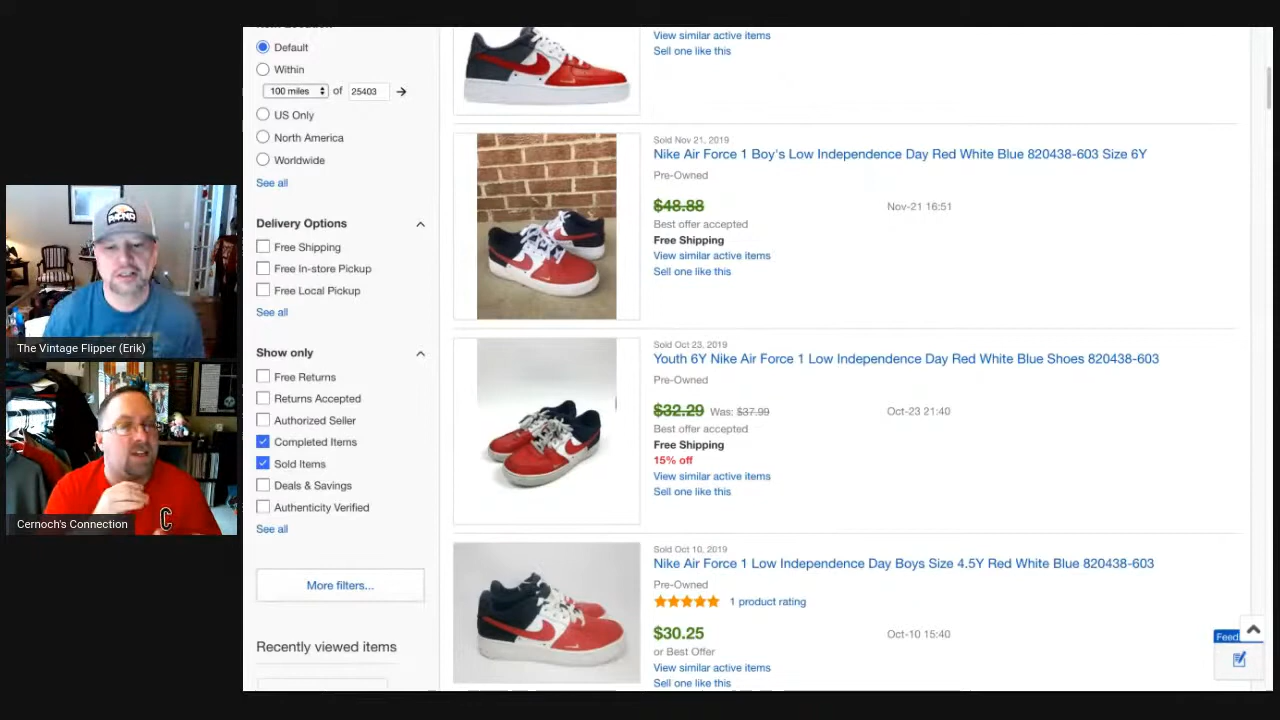 Default
Within
100 miles of 25403
US Only
North America
Worldwide
See all
Delivery Options
Free Shipping
Free In-store Pickup
Free Local Pickup
See all
Show only
Free Returns
Returns Accepted
Authorized Seller
Completed Items
Sold Items
Deals & Savings
Authenticity Verified
See all
More filters...
Recently viewed items
View similar active items
Sell one like this
Sold Nov 21, 2019
Nike Air Force 1 Boy's Low Independence Day Red White Blue 820438-603 Size 6Y
Pre-Owned
$48.88 Nov-21 16:51
Best offer accepted
Free Shipping
View similar active items
Sell one like this
Sold Oct 23, 2019
Youth 6Y Nike Air Force 1 Low Independence Day Red White Blue Shoes 820438-603
Pre-Owned
$32.29 Was: $37.99 Oct-23 21:40
Best offer accepted
Free Shipping
15% off
View similar active items
Sell one like this
Sold Oct 10, 2019
Nike Air Force 1 Low Independence Day Boys Size 4.5Y Red White Blue 820438-603
Pre-Owned
1 product rating
$30.25 Oct-10 15:40
or Best Offer
View similar active items
Sell one like this
The Vintage Flipper (Erik)
C
Cernoch's Connection